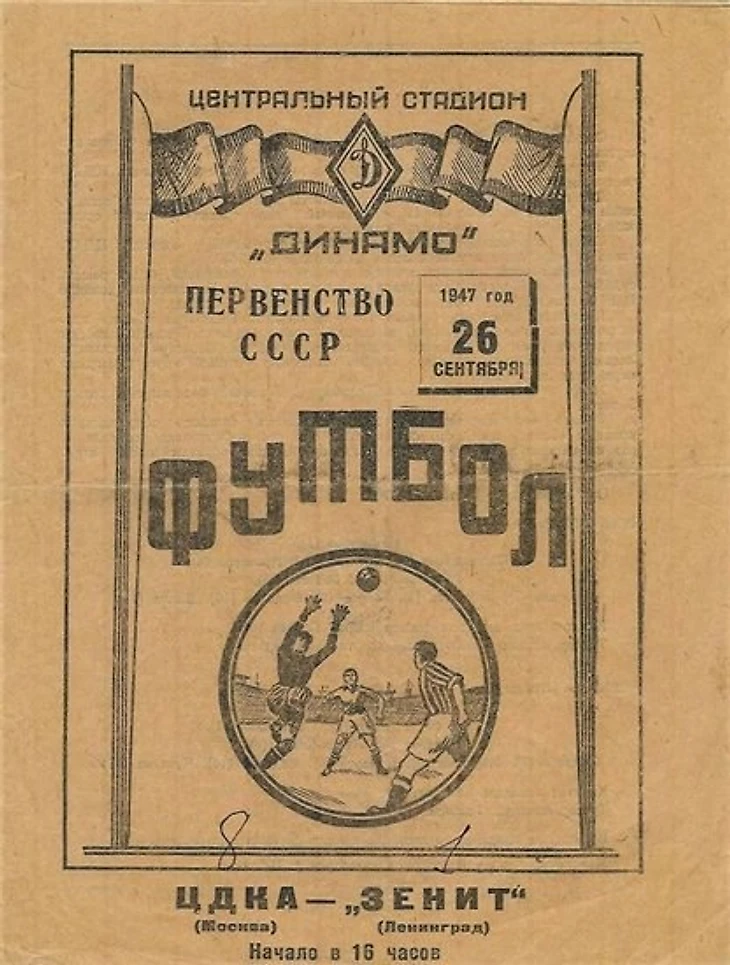 ЦЕНТРАЛЬНЫЙ СТАДИОН
Д
„ДИНАМО“
ПЕРВЕНСТВО
СССР
1947 год
26
СЕНТЯБРЯ
ФУТБОЛ
8 1
ЦДКА — „ЗЕНИТ“
(Москва) (Ленинград)
Начало в 16 часов